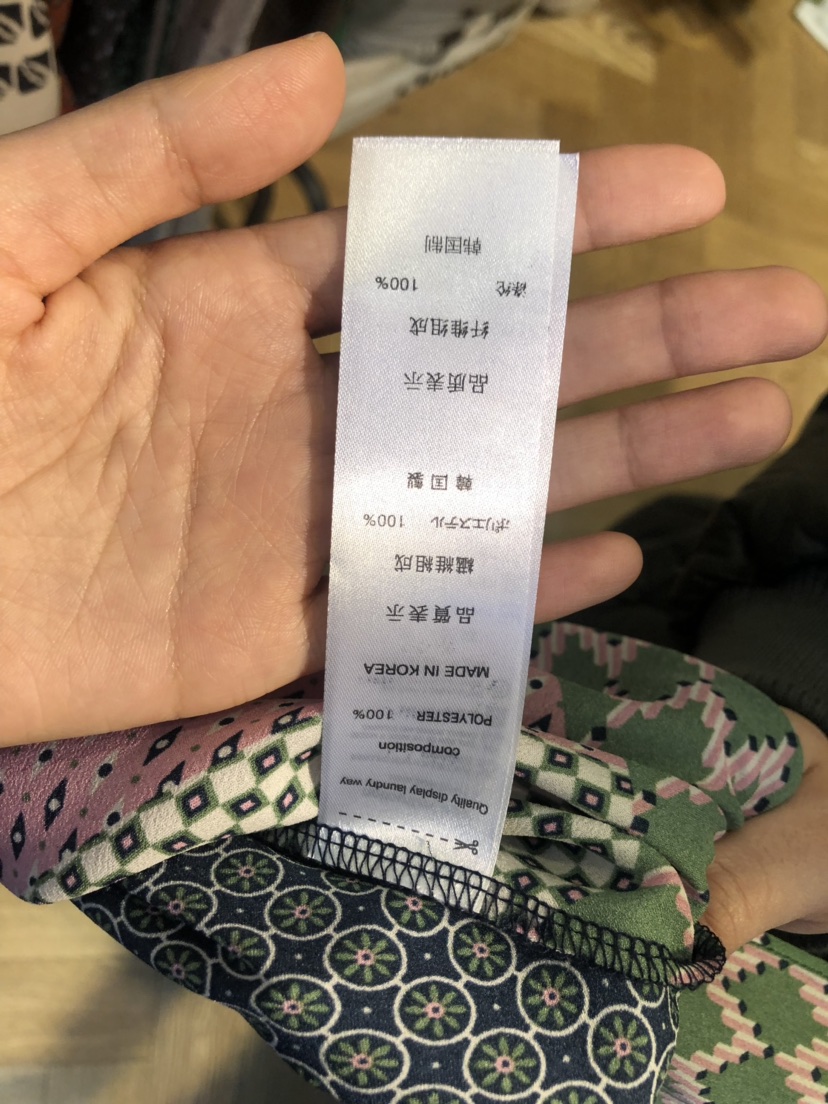 Quality display laundry way
composition
POLYESTER 100%
MADE IN KOREA
品質表示
繊維組成
ポリエステル 100%
韓国製
品质表示
纤维组成
涤纶 100%
韩国制